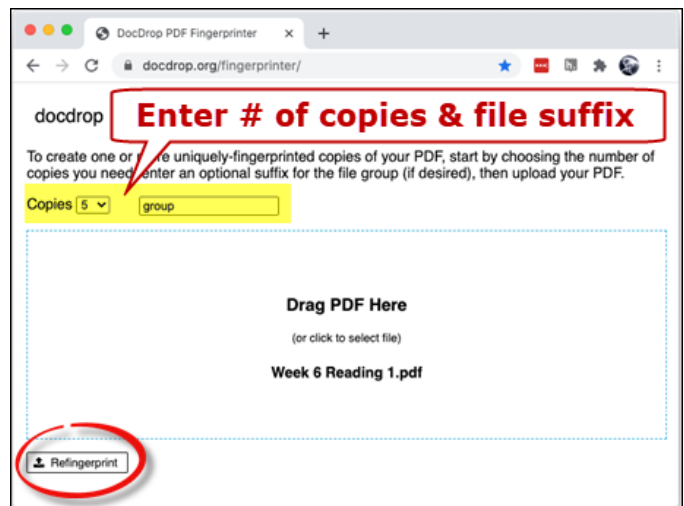 DocDrop PDF Fingerprinter
docdrop.org/fingerprinter/
docdrop
Enter # of copies & file suffix
To create one or uniquely-fingerprinted copies of your PDF, start by choosing the number of
copies you need, enter an optional suffix for the file group (if desired), then upload your PDF.
Copies 5 group
Drag PDF Here
(or click to select file)
Week 6 Reading 1.pdf
Refingerprint